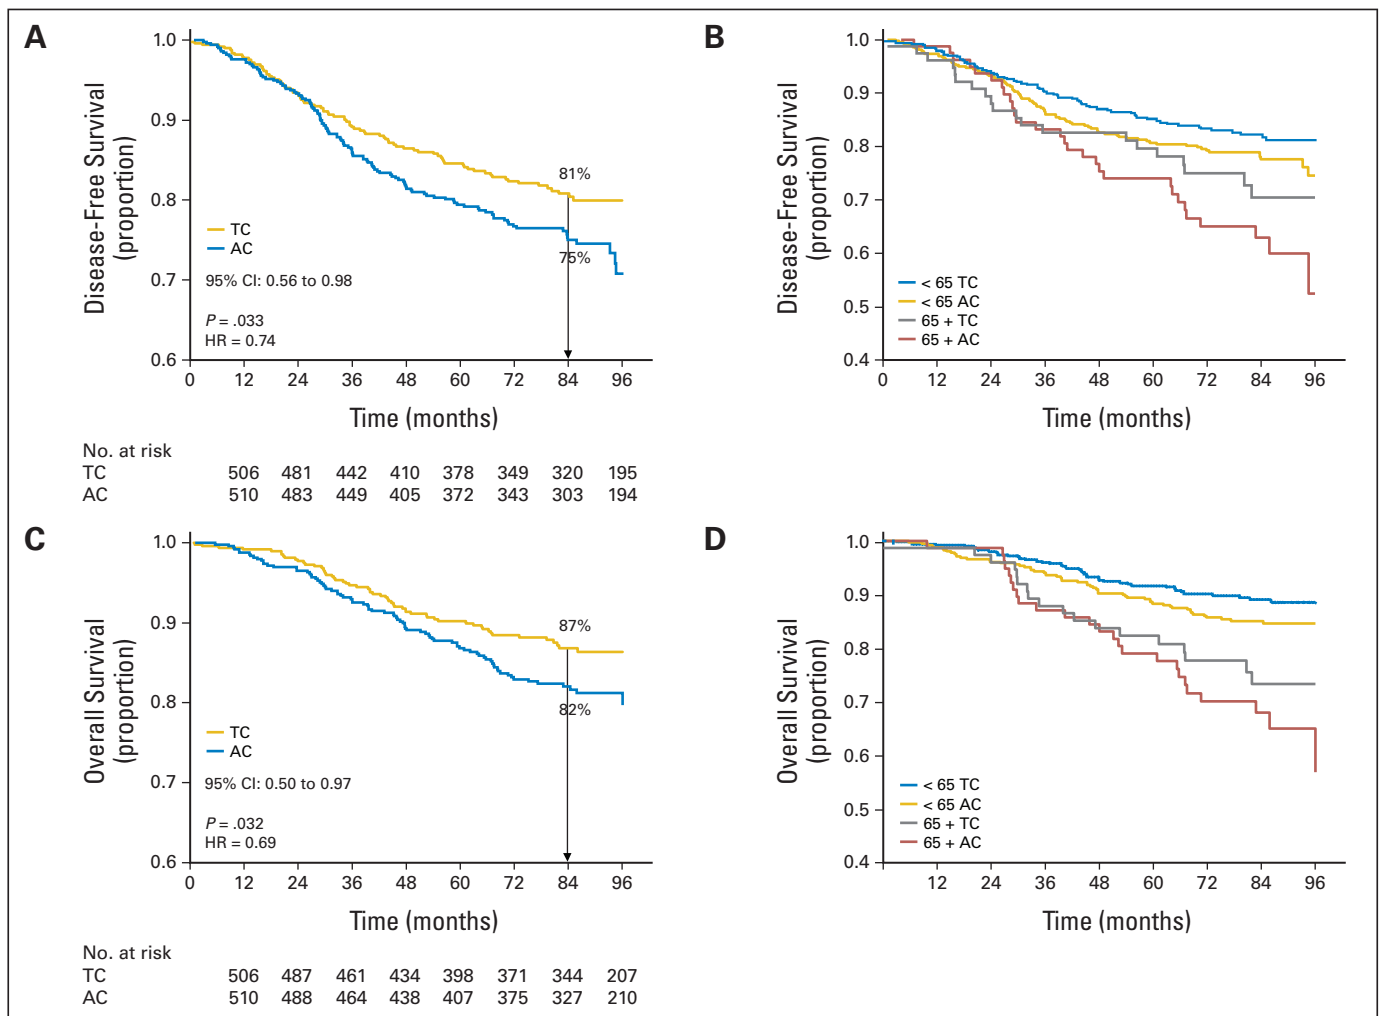 A
Disease-Free Survival
(proportion)
1.0
0.9
0.8
0.7
0.6
81%
75%
TC
AC
95% CI: 0.56 to 0.98
P = .033
HR = 0.74
0 12 24 36 48 60 72 84 96
Time (months)
No. at risk
TC 506 481 442 410 378 349 320 195
AC 510 483 449 405 372 343 303 194
B
Disease-Free Survival
(proportion)
1.0
0.9
0.8
0.7
0.6
0.5
0.4
< 65 TC
< 65 AC
65 + TC
65 + AC
0 12 24 36 48 60 72 84 96
Time (months)
C
Overall Survival
(proportion)
1.0
0.9
0.8
0.7
0.6
87%
82%
TC
AC
95% CI: 0.50 to 0.97
P = .032
HR = 0.69
0 12 24 36 48 60 72 84 96
Time (months)
No. at risk
TC 506 487 461 434 398 371 344 207
AC 510 488 464 438 407 375 327 210
D
Overall Survival
(proportion)
1.0
0.9
0.8
0.7
0.6
0.5
0.4
< 65 TC
< 65 AC
65 + TC
65 + AC
12 24 36 48 60 72 84 96
Time (months)